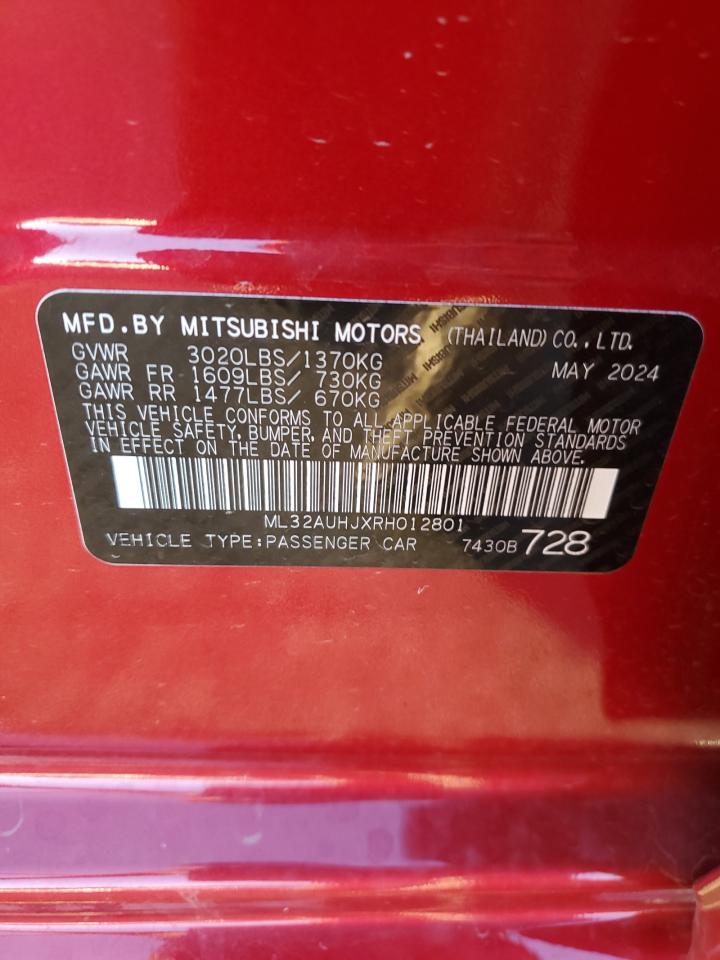 MFD.BY MITSUBISHI MOTORS (THAILAND) CO., LTD.
GVWR 3020LBS/1370KG MAY 2024
GAWR FR 1609LBS/ 730KG
GAWR RR 1477LBS/ 670KG
THIS VEHICLE CONFORMS TO ALL APPLICABLE FEDERAL MOTOR
VEHICLE SAFETY, BUMPER, AND THEFT PREVENTION STANDARDS
IN EFFECT ON THE DATE OF MANUFACTURE SHOWN ABOVE.
ML32AUHJXRH012801
VEHICLE TYPE:PASSENGER CAR 7430B 728